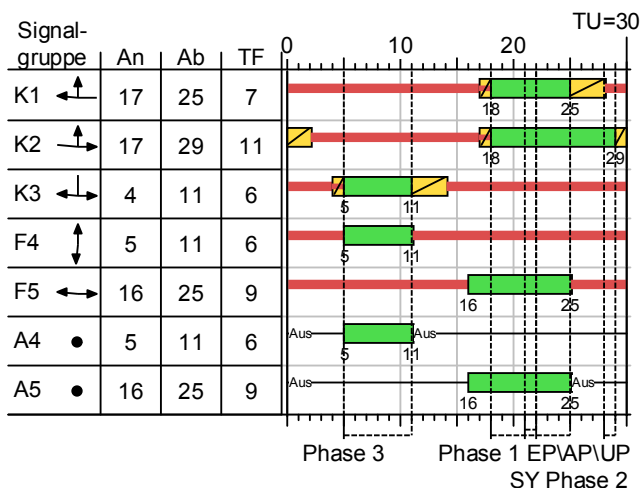 TU=30
Signal-
gruppe An Ab TF 0 10 20
K1 17 25 7 18 25
K2 17 29 11 18 29
K3 4 11 6 5 11
F4 5 11 6 5 11
F5 16 25 9 16 25
A4 5 11 6 Aus 5 11 Aus
A5 16 25 9 Aus 16 25 Aus
Phase 3 Phase 1 EP\AP\UP
SY Phase 2